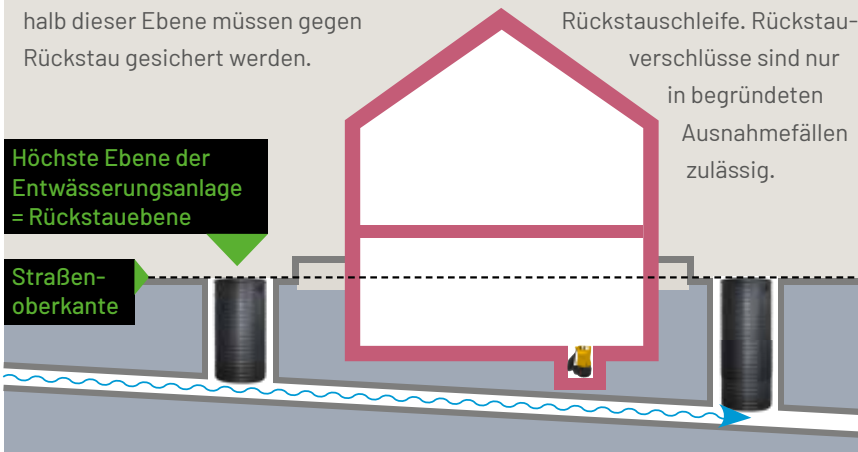 halb dieser Ebene müssen gegen
Rückstau gesichert werden.
Rückstauschleife. Rückstau-
verschlüsse sind nur
in begründeten
Ausnahmefällen
zulässig.
Höchste Ebene der
Entwässerungsanlage
= Rückstauebene
Straßen-
oberkante